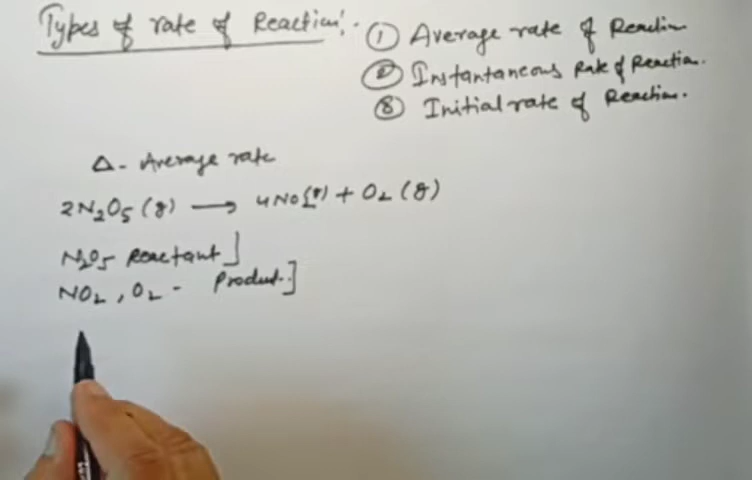 Types of rate of Reaction:-
① Average rate of Reaction
② Instantaneous Rate of Reaction.
③ Initial rate of Reaction.
Δ - Average rate
2N2O5 (g) → 4NO2(g) + O2 (g)
N2O5 Reactant ]
NO2, O2 - Product. ]